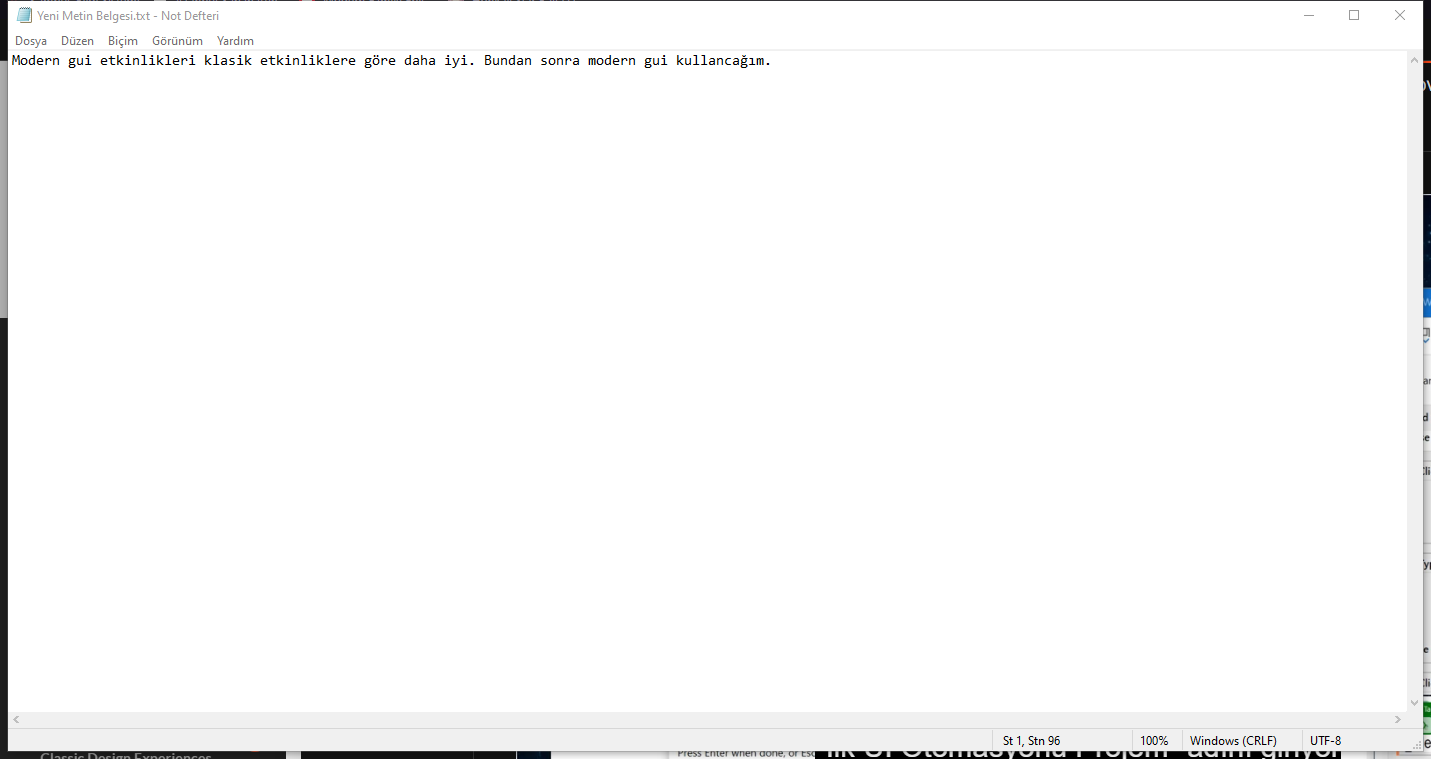 Yeni Metin Belgesi.txt - Not Defteri
Dosya Düzen Biçim Görünüm Yardım
Modern gui etkinlikleri klasik etkinliklere göre daha iyi. Bundan sonra modern gui kullancağım.
St 1, Stn 96 100% Windows (CRLF) UTF-8
Classic Design Experiences
Press Enter when done, or Esc